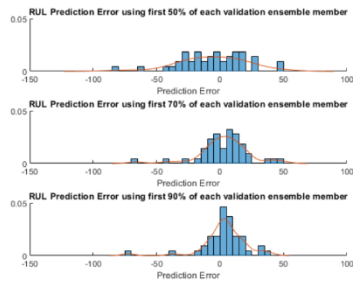 RUL Prediction Error using first 50% of each validation ensemble member
0.05
0
-150 -100 -50 0 50 100
Prediction Error
RUL Prediction Error using first 70% of each validation ensemble member
0.05
0
-150 -100 -50 0 50 100
Prediction Error
RUL Prediction Error using first 90% of each validation ensemble member
0.05
0
-150 -100 -50 0 50 100
Prediction Error